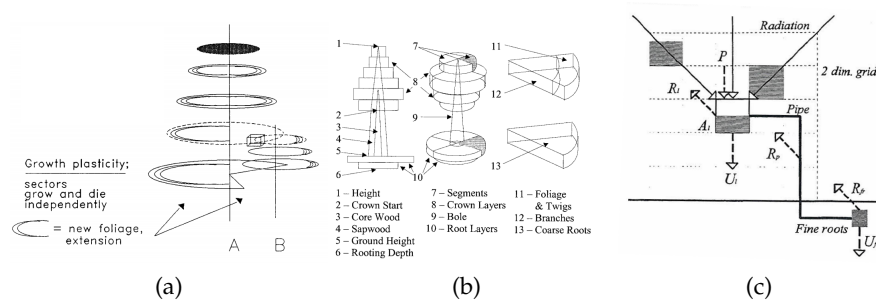 Growth plasticity;
sectors
grow and die
independently
= new foliage,
extension
A
B
1
2
3
4
5
6
7
8
9
10
11
12
13
1 – Height
2 – Crown Start
3 – Core Wood
4 – Sapwood
5 – Ground Height
6 – Rooting Depth
7 – Segments
8 – Crown Layers
9 – Bole
10 – Root Layers
11 – Foliage
& Twigs
12 – Branches
13 – Coarse Roots
Radiation
P
2 dim. grid
Pipe
Fine roots
(a)
(b)
(c)